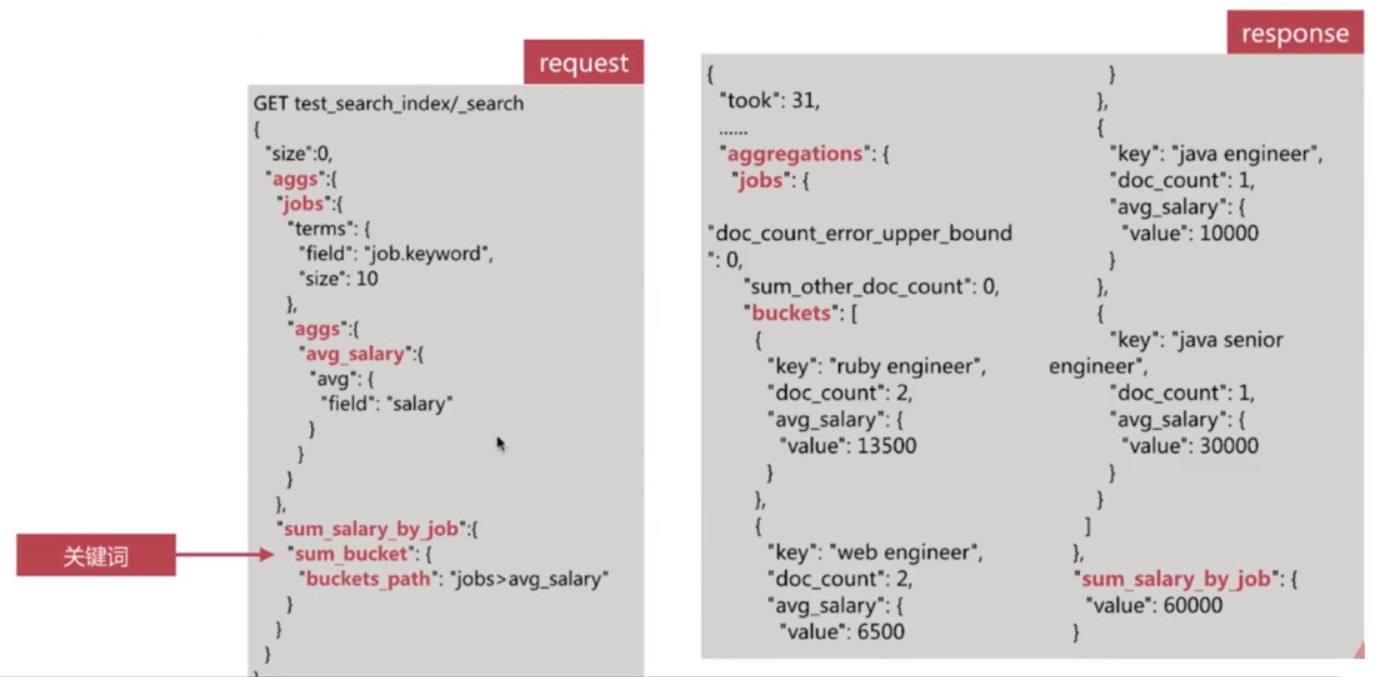 request
GET test_search_index/_search
{
"size":0,
"aggs":{
"jobs":{
"terms": {
"field": "job.keyword",
"size": 10
},
"aggs":{
"avg_salary":{
"avg": {
"field": "salary"
}
}
}
},
"sum_salary_by_job":{
"sum_bucket": {
"buckets_path": "jobs>avg_salary"
}
}
}
关键词
response
{
"took": 31,
......
"aggregations": {
"jobs": {
"doc_count_error_upper_bound
": 0,
"sum_other_doc_count": 0,
"buckets": [
{
"key": "ruby engineer",
"doc_count": 2,
"avg_salary": {
"value": 13500
}
},
{
"key": "web engineer",
"doc_count": 2,
"avg_salary": {
"value": 6500
}
},
{
"key": "java engineer",
"doc_count": 1,
"avg_salary": {
"value": 10000
}
},
{
"key": "java senior
engineer",
"doc_count": 1,
"avg_salary": {
"value": 30000
}
}
]
},
"sum_salary_by_job": {
"value": 60000
}